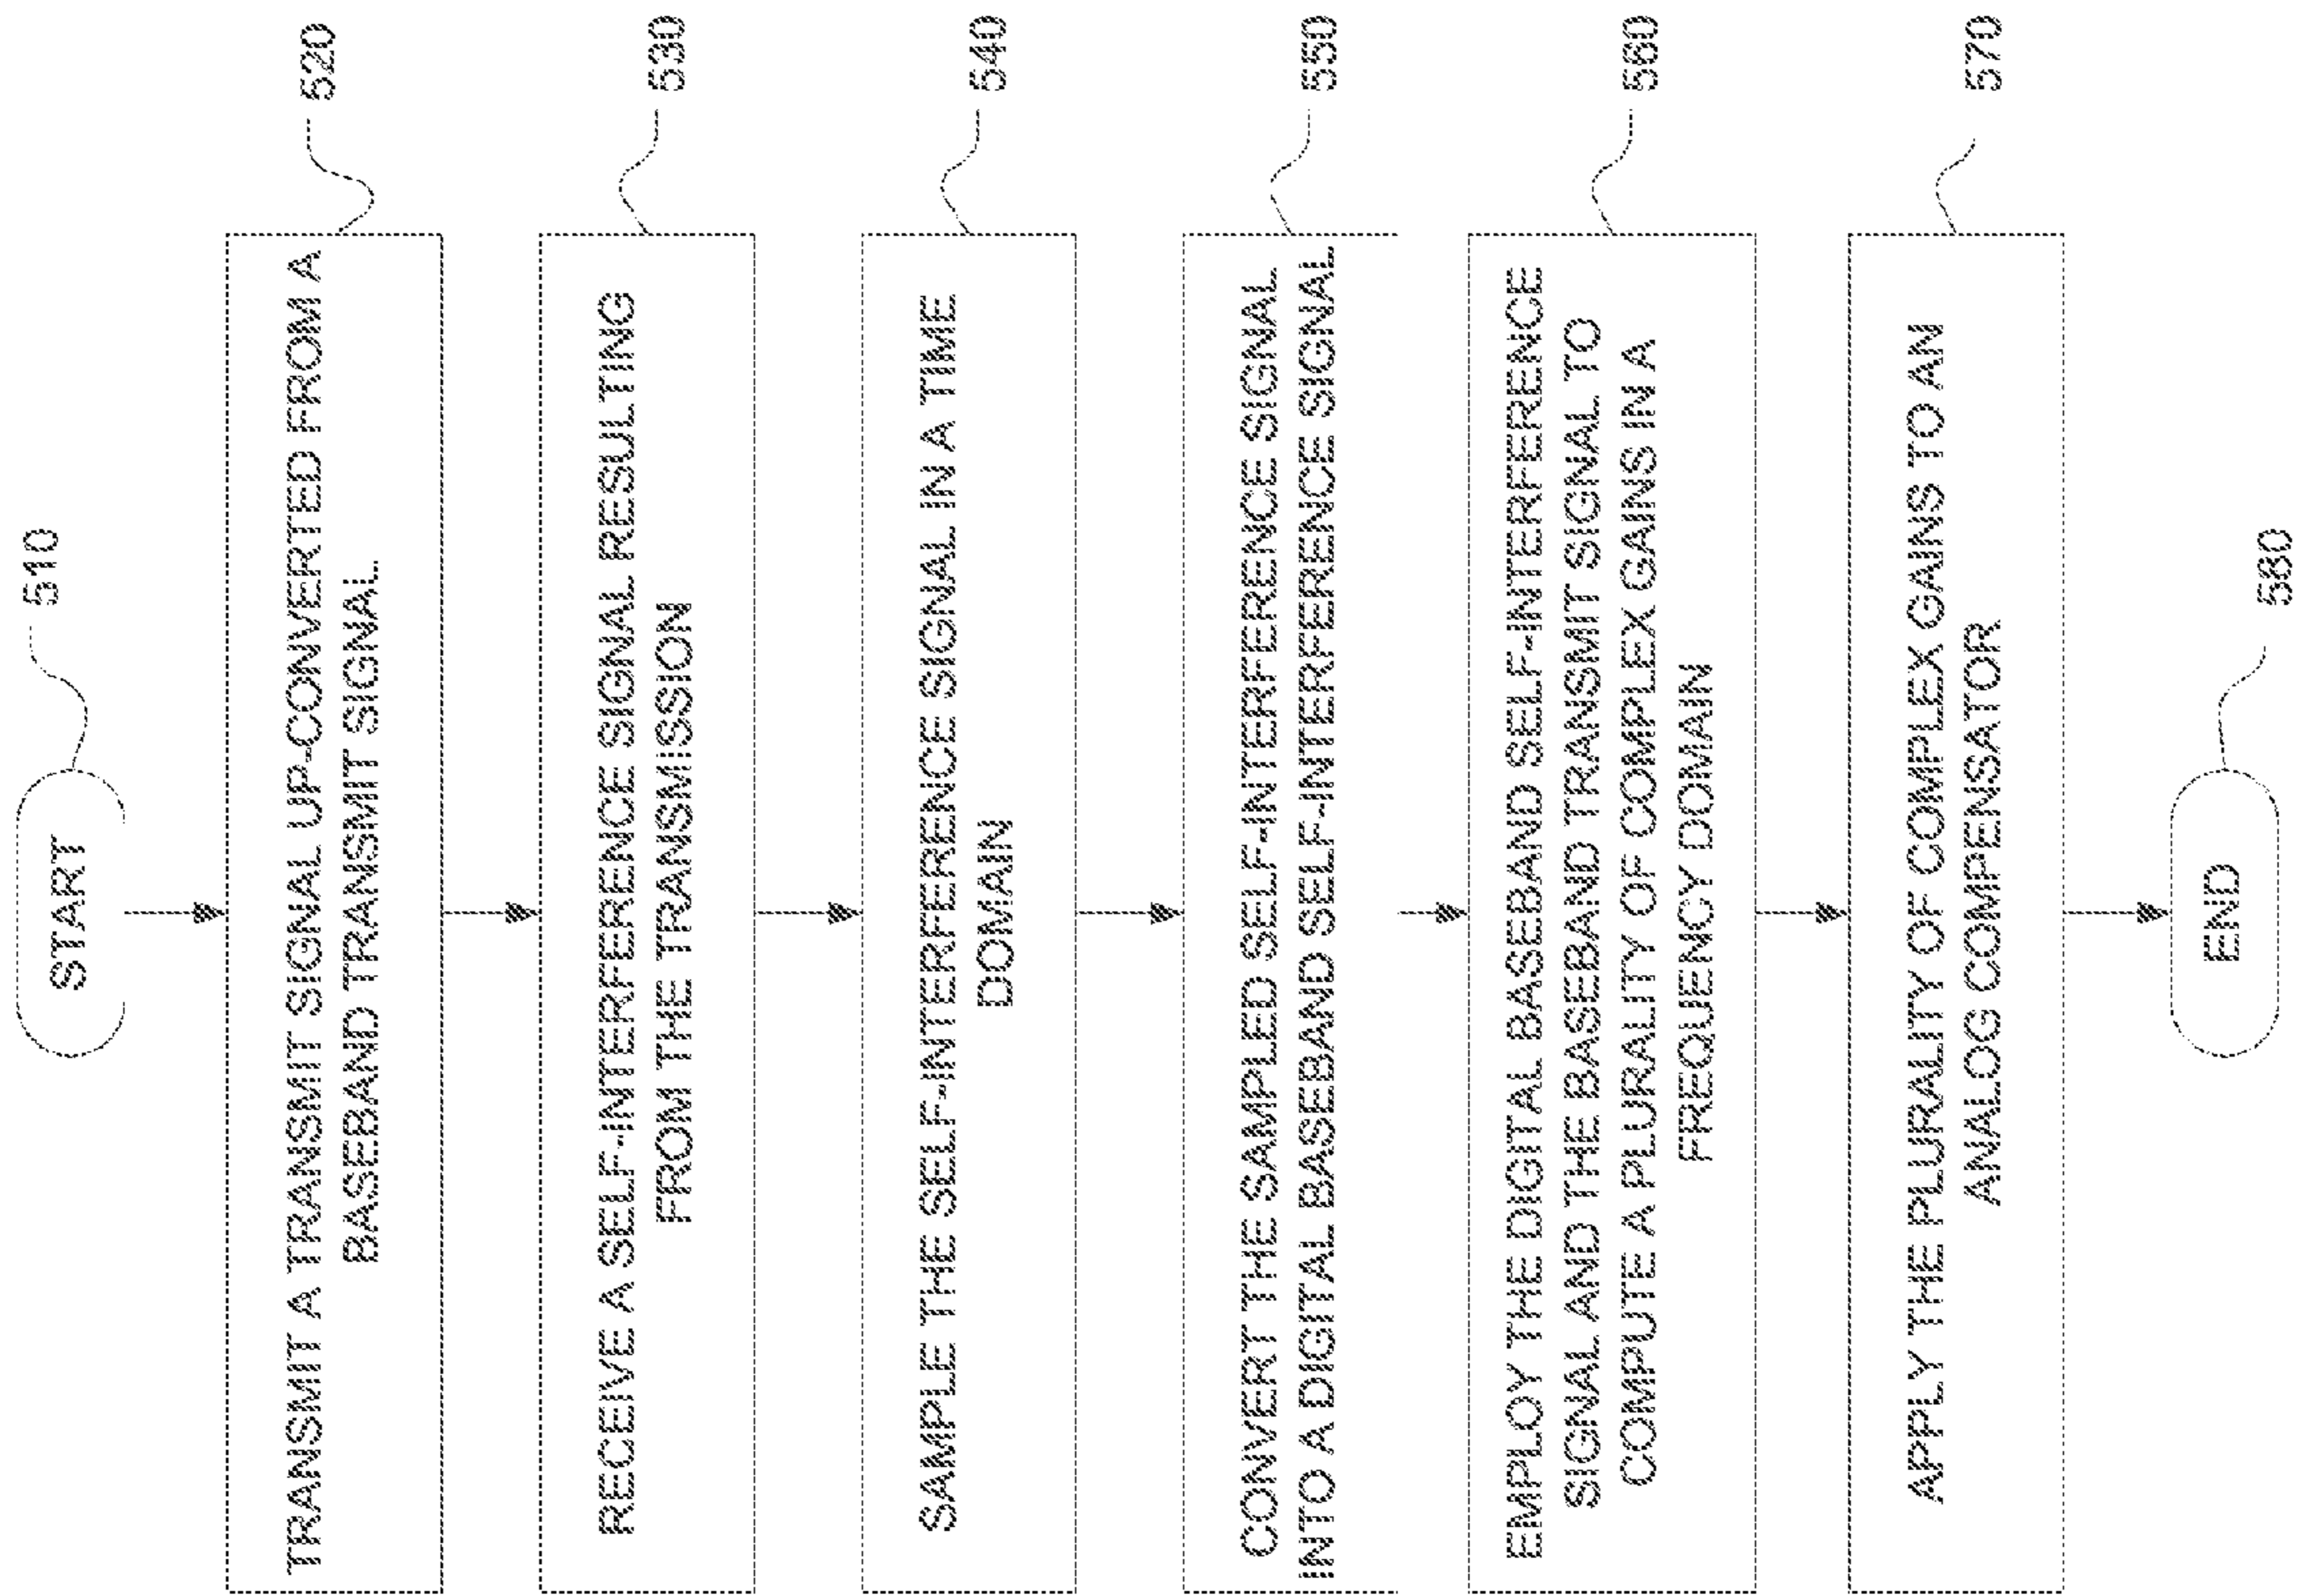 START
510
TRANSMIT A TRANSMIT SIGNAL UP-CONVERTED FROM A
BASEBAND TRANSMIT SIGNAL
520
RECEIVE A SELF-INTERFERENCE SIGNAL RESULTING
FROM THE TRANSMISSION
530
SAMPLE THE SELF-INTERFERENCE SIGNAL IN A TIME
DOMAIN
540
CONVERT THE SAMPLED SELF-INTERFERENCE SIGNAL
INTO A DIGITAL BASEBAND SELF-INTERFERENCE SIGNAL
550
EMPLOY THE DIGITAL BASEBAND SELF-INTERFERENCE
SIGNAL AND THE BASEBAND TRANSMIT SIGNAL TO
COMPUTE A PLURALITY OF COMPLEX GAINS IN A
FREQUENCY DOMAIN
560
APPLY THE PLURALITY OF COMPLEX GAINS TO AN
ANALOG COMPENSATOR
570
END
580